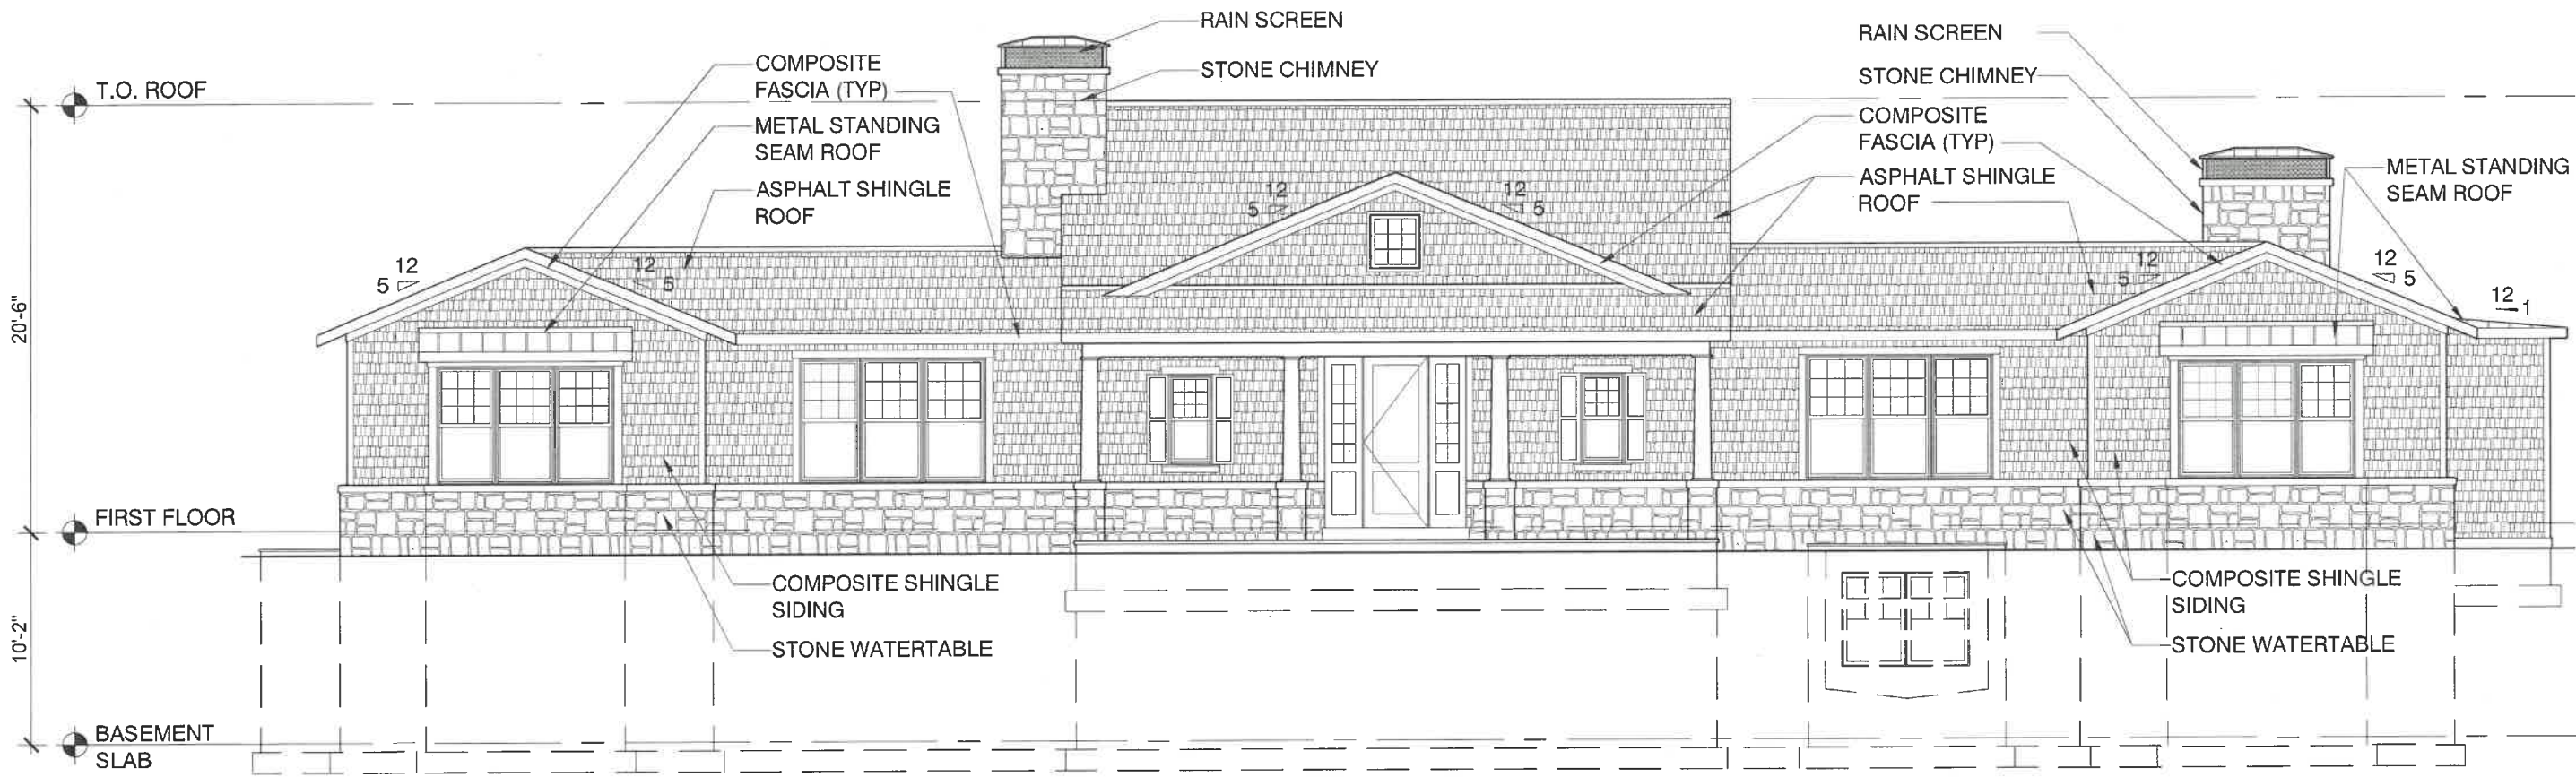 RAIN SCREEN
STONE CHIMNEY
COMPOSITE
FASCIA (TYP)
METAL STANDING
SEAM ROOF
ASPHALT SHINGLE
ROOF
RAIN SCREEN
STONE CHIMNEY
COMPOSITE
FASCIA (TYP)
ASPHALT SHINGLE
ROOF
METAL STANDING
SEAM ROOF
T.O. ROOF
12
5
12
5
12
5
12
5
12
5
12
5
12
1
20'-6"
FIRST FLOOR
10'-2"
COMPOSITE SHINGLE
SIDING
STONE WATERTABLE
COMPOSITE SHINGLE
SIDING
STONE WATERTABLE
BASEMENT
SLAB